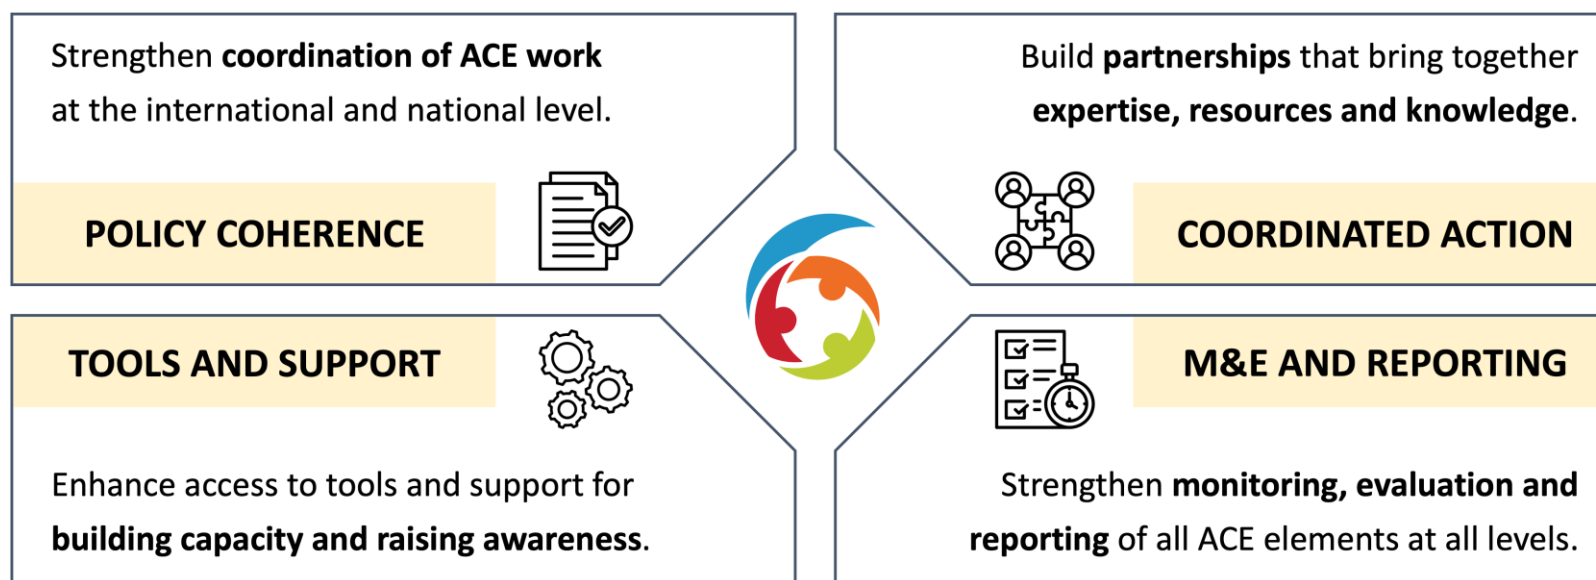 Strengthen coordination of ACE work
at the international and national level.
POLICY COHERENCE
Build partnerships that bring together
expertise, resources and knowledge.
COORDINATED ACTION
TOOLS AND SUPPORT
Enhance access to tools and support for
building capacity and raising awareness.
M&E AND REPORTING
Strengthen monitoring, evaluation and
reporting of all ACE elements at all levels.